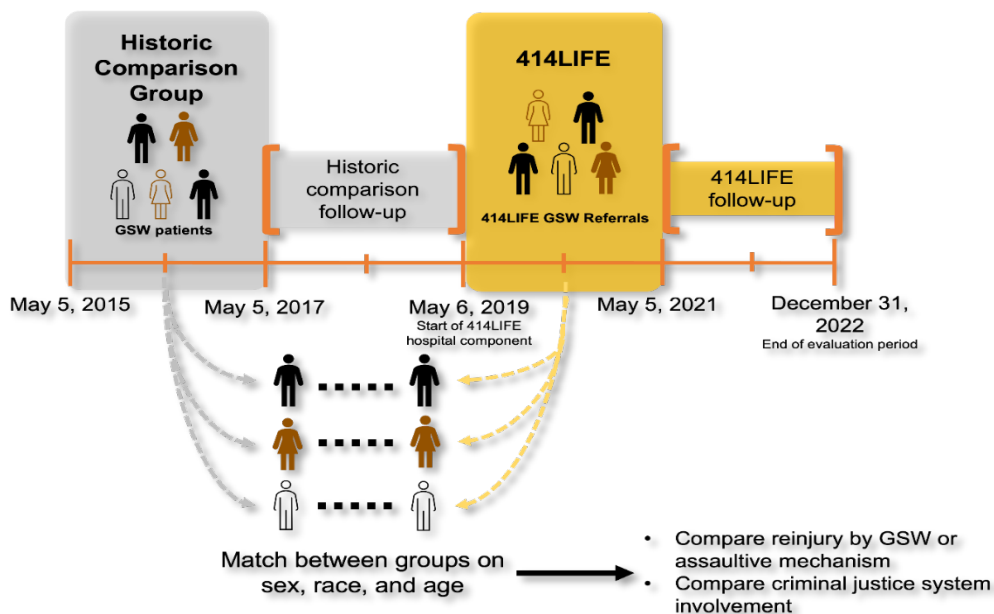 Historic
Comparison
Group
GSW patients
Historic
comparison
follow-up
414LIFE
414LIFE GSW Referrals
414LIFE
follow-up
May 5, 2015
May 5, 2017
May 6, 2019
Start of 414LIFE
hospital component
May 5, 2021
December 31,
2022
End of evaluation period
Match between groups on
sex, race, and age
• Compare reinjury by GSW or
assaultive mechanism
• Compare criminal justice system
involvement